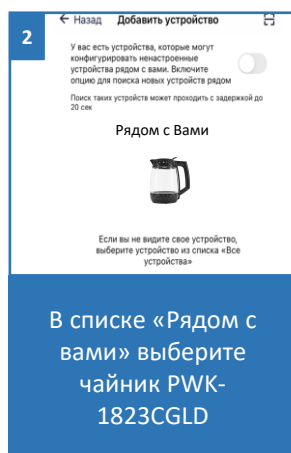 2
← Назад Добавить устройство
У вас есть устройства, которые могут
конфигурировать ненастроенные
устройства рядом с вами. Включите
опцию для поиска новых устройств рядом
Поиск таких устройств может проходить с задержкой до
20 сек
Рядом с Вами
Если вы не видите свое устройство,
выберите устройство из списка «Все
устройства»
В списке «Рядом с
вами» выберите
чайник PWK-
1823CGLD